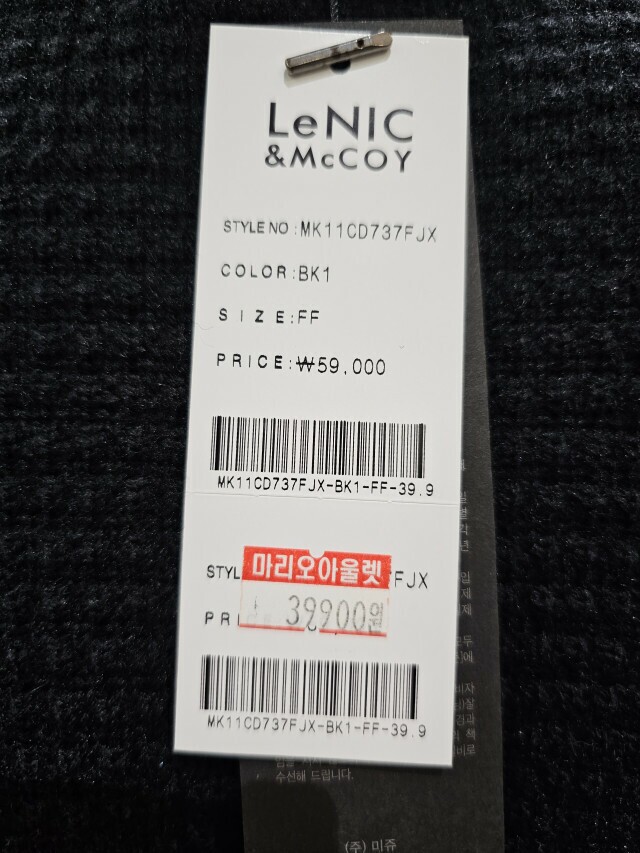 LeNIC
&McCOY
STYLE NO :MK11CD737FJX
COLOR:BK1
SIZE:FF
PRICE:₩59,000
MK11CD737FJX-BK1-FF-39.9
마리오아울렛
STYL FJX
39900원
PRI
MK11CD737FJX-BK1-FF-39.9
수선해 드립니다.
(주) 미쥬